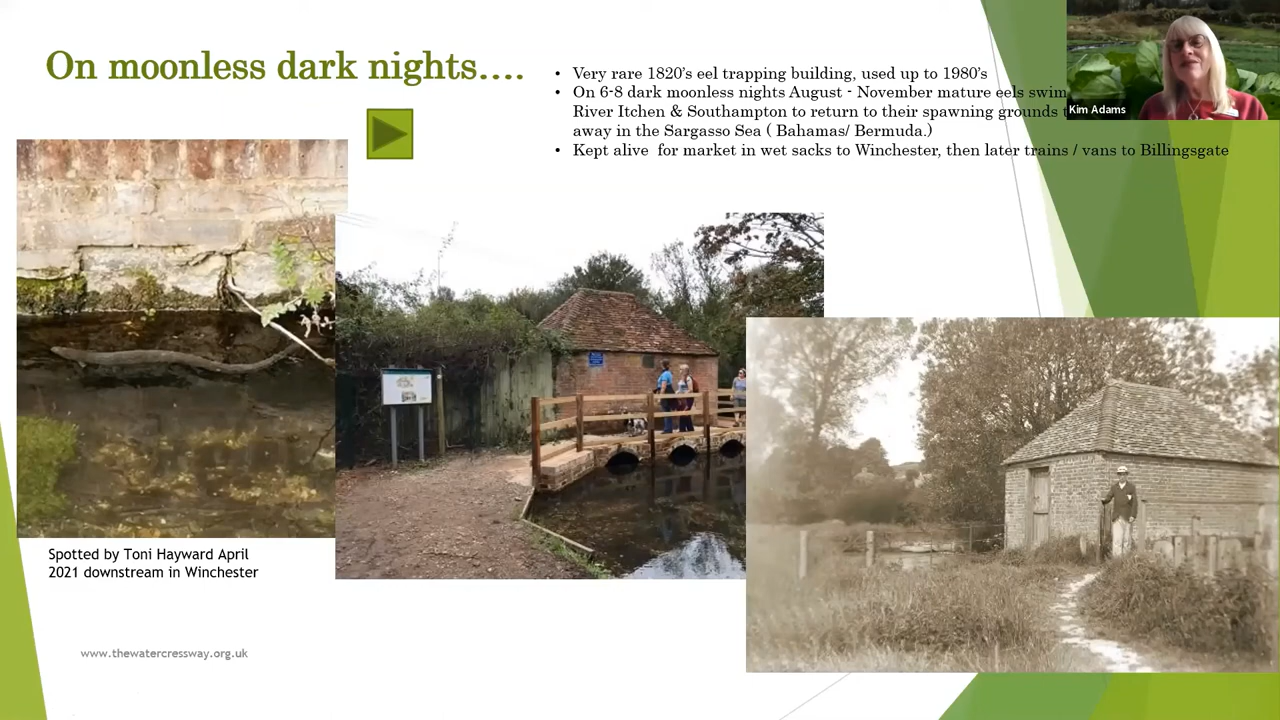 On moonless dark nights….
• Very rare 1820's eel trapping building, used up to 1980's
• On 6-8 dark moonless nights August - November mature eels swim
River Itchen & Southampton to return to their spawning grounds
away in the Sargasso Sea ( Bahamas/ Bermuda.)
• Kept alive for market in wet sacks to Winchester, then later trains / vans to Billingsgate
Kim Adams
Spotted by Toni Hayward April
2021 downstream in Winchester
www.thewatercressway.org.uk